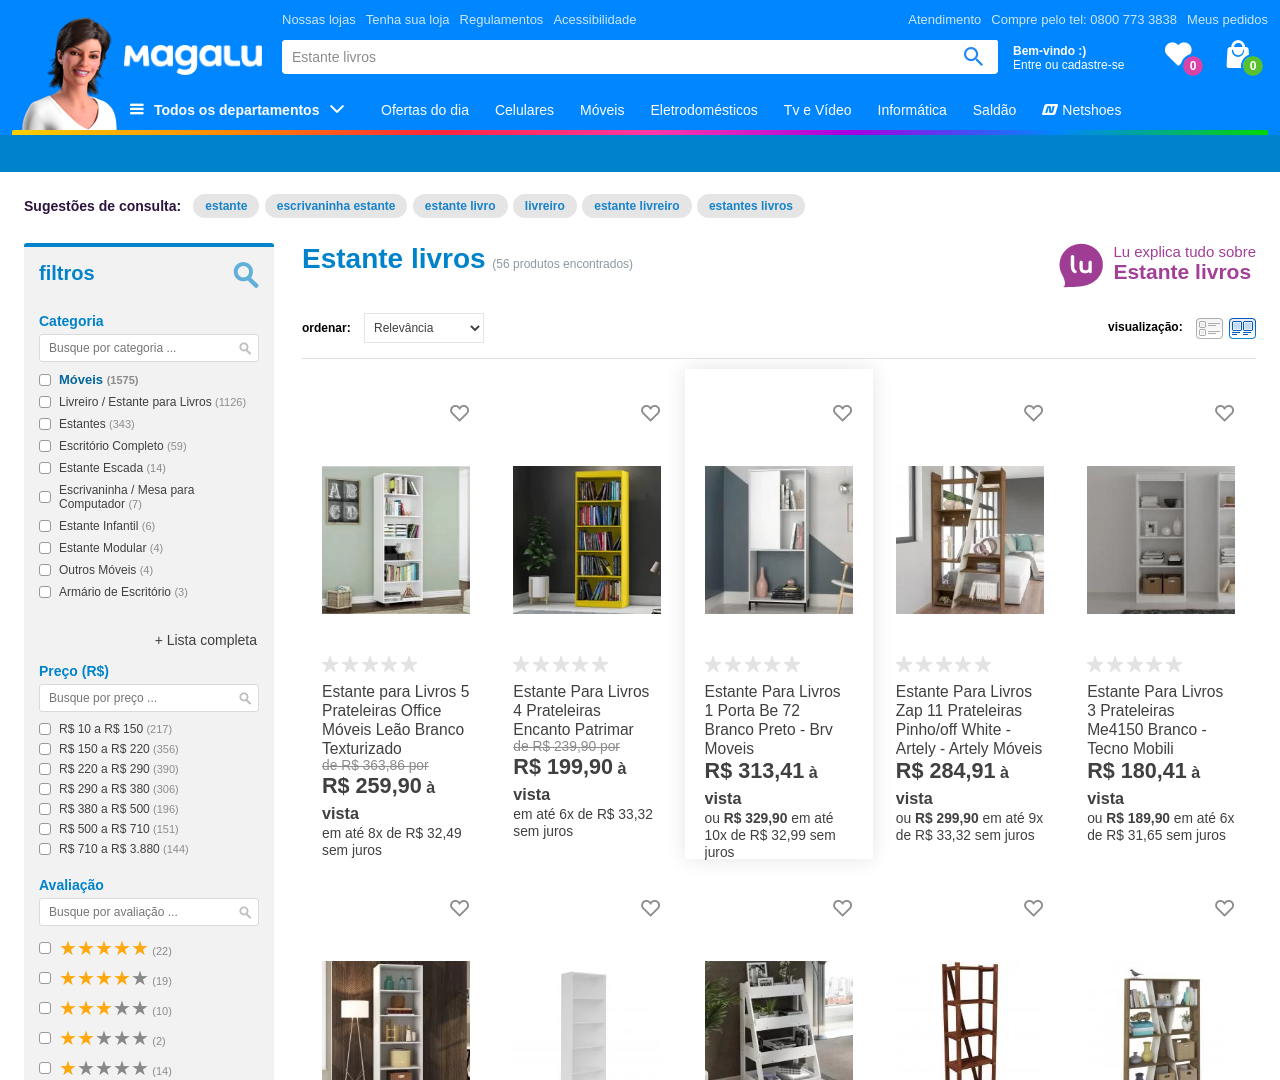 Nossas lojas Tenha sua loja Regulamentos Acessibilidade Atendimento Compre pelo tel: 0800 773 3838 Meus pedidos
MAGALU
Estante livros
Bem-vindo :)
Entre ou cadastre-se
0
0
Todos os departamentos
Ofertas do dia Celulares Móveis Eletrodomésticos Tv e Vídeo Informática Saldão Netshoes
Sugestões de consulta: estante escrivaninha estante estante livro livreiro estante livreiro estantes livros
filtros
Categoria
Busque por categoria ...
Móveis (1575)
Livreiro / Estante para Livros (1126)
Estantes (343)
Escritório Completo (59)
Estante Escada (14)
Escrivaninha / Mesa para
Computador (7)
Estante Infantil (6)
Estante Modular (4)
Outros Móveis (4)
Armário de Escritório (3)
+ Lista completa
Preço (R$)
Busque por preço ...
R$ 10 a R$ 150 (217)
R$ 150 a R$ 220 (356)
R$ 220 a R$ 290 (390)
R$ 290 a R$ 380 (306)
R$ 380 a R$ 500 (196)
R$ 500 a R$ 710 (151)
R$ 710 a R$ 3.880 (144)
Avaliação
Busque por avaliação ...
(22)
(19)
(10)
(2)
(14)
Estante livros (56 produtos encontrados)
lu
Lu explica tudo sobre
Estante livros
ordenar: Relevância
visualização:
Estante para Livros 5
Prateleiras Office
Móveis Leão Branco
Texturizado
de R$ 363,86 por
R$ 259,90 à
vista
em até 8x de R$ 32,49
sem juros
Estante Para Livros
4 Prateleiras
Encanto Patrimar
de R$ 239,90 por
R$ 199,90 à
vista
em até 6x de R$ 33,32
sem juros
Estante Para Livros
1 Porta Be 72
Branco Preto - Brv
Moveis
R$ 313,41 à
vista
ou R$ 329,90 em até
10x de R$ 32,99 sem
juros
Estante Para Livros
Zap 11 Prateleiras
Pinho/off White -
Artely - Artely Móveis
R$ 284,91 à
vista
ou R$ 299,90 em até 9x
de R$ 33,32 sem juros
Estante Para Livros
3 Prateleiras
Me4150 Branco -
Tecno Mobili
R$ 180,41 à
vista
ou R$ 189,90 em até 6x
de R$ 31,65 sem juros